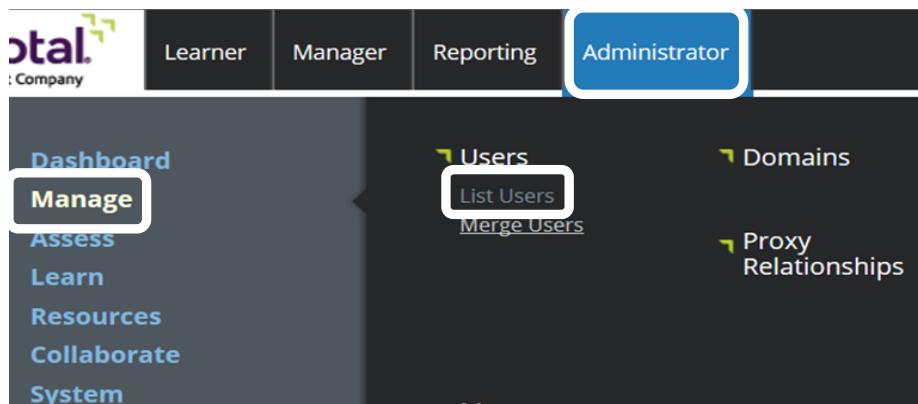 otal.
Company
Learner
Manager
Reporting
Administrator
Dashboard
Manage
Assess
Learn
Resources
Collaborate
System
Users
List Users
Merge Users
Domains
Proxy
Relationships